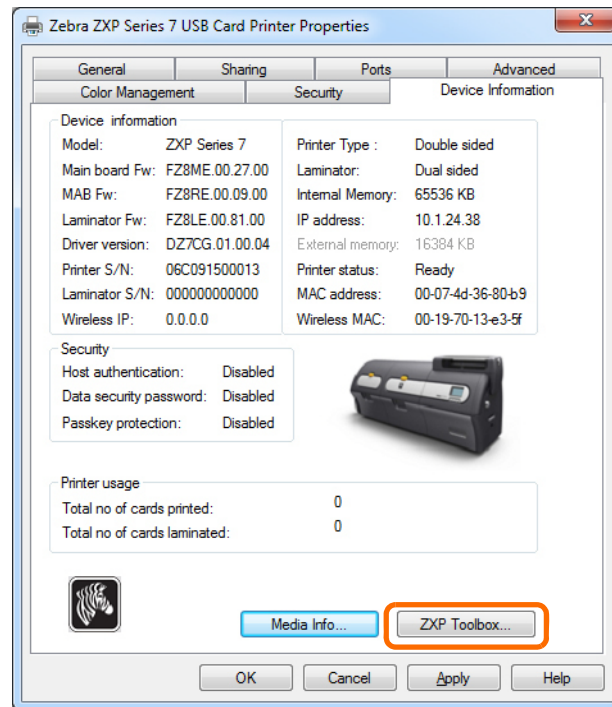 Zebra ZXP Series 7 USB Card Printer Properties
General Sharing Ports Advanced
Color Management Security Device Information
Device information
Model: ZXP Series 7
Main board Fw: FZ8ME.00.27.00
MAB Fw: FZ8RE.00.09.00
Laminator Fw: FZ8LE.00.81.00
Driver version: DZ7CG.01.00.04
Printer S/N: 06C091500013
Laminator S/N: 000000000000
Wireless IP: 0.0.0.0
Printer Type : Double sided
Laminator: Dual sided
Internal Memory: 65536 KB
IP address: 10.1.24.38
External memory: 16384 KB
Printer status: Ready
MAC address: 00-07-4d-36-80-b9
Wireless MAC: 00-19-70-13-e3-5f
Security
Host authentication: Disabled
Data security password: Disabled
Passkey protection: Disabled
Printer usage
Total no of cards printed: 0
Total no of cards laminated: 0
Media Info... ZXP Toolbox...
OK Cancel Apply Help